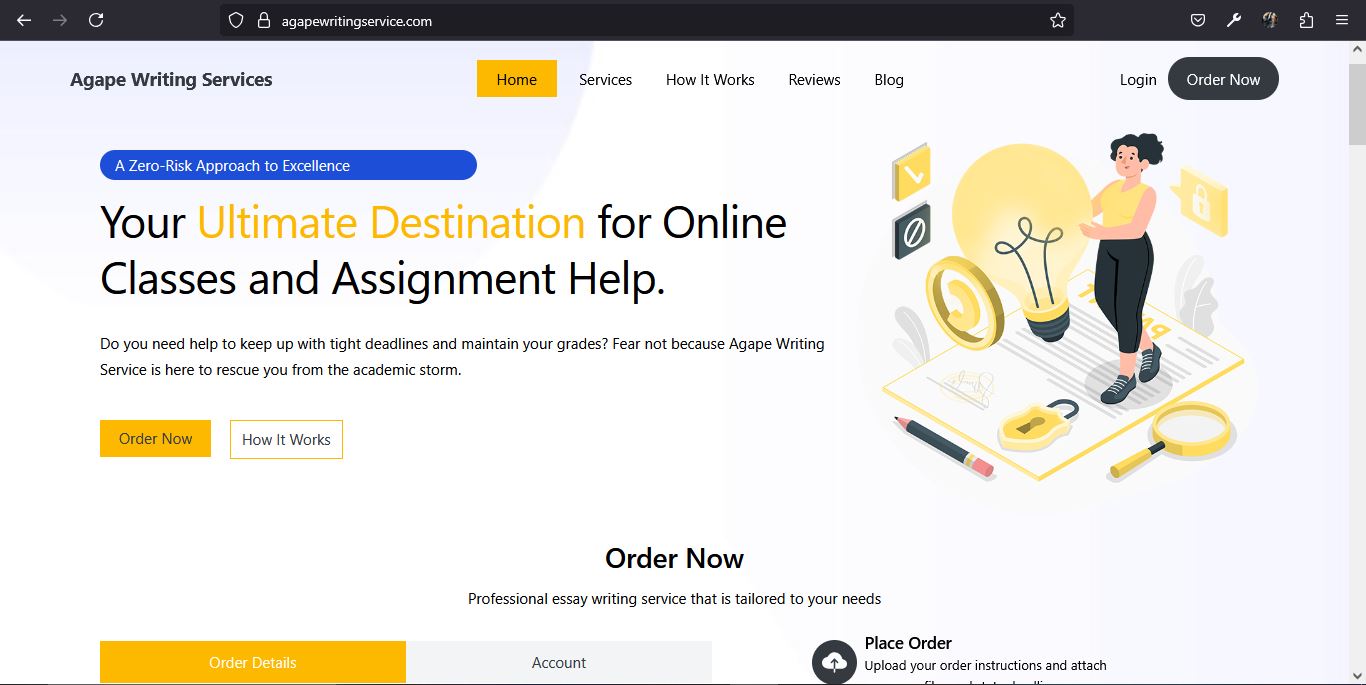 agapewritingservice.com
Agape Writing Services
Home
Services
How It Works
Reviews
Blog
Login
Order Now
A Zero-Risk Approach to Excellence
Your Ultimate Destination for Online
Classes and Assignment Help.
Do you need help to keep up with tight deadlines and maintain your grades? Fear not because Agape Writing
Service is here to rescue you from the academic storm.
Order Now
How It Works
Order Now
Professional essay writing service that is tailored to your needs
Order Details
Account
Place Order
Upload your order instructions and attach